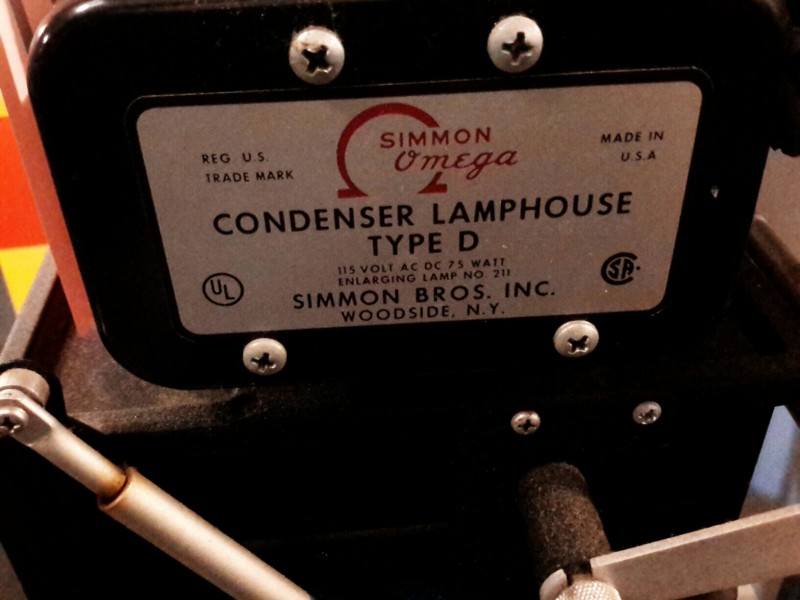 SIMMON
Omega
REG U.S.
TRADE MARK
MADE IN
U.S.A
CONDENSER LAMPHOUSE
TYPE D
115 VOLT AC DC 75 WATT
ENLARGING LAMP NO. 211
UL
SA
SIMMON BROS. INC.
WOODSIDE, N.Y.